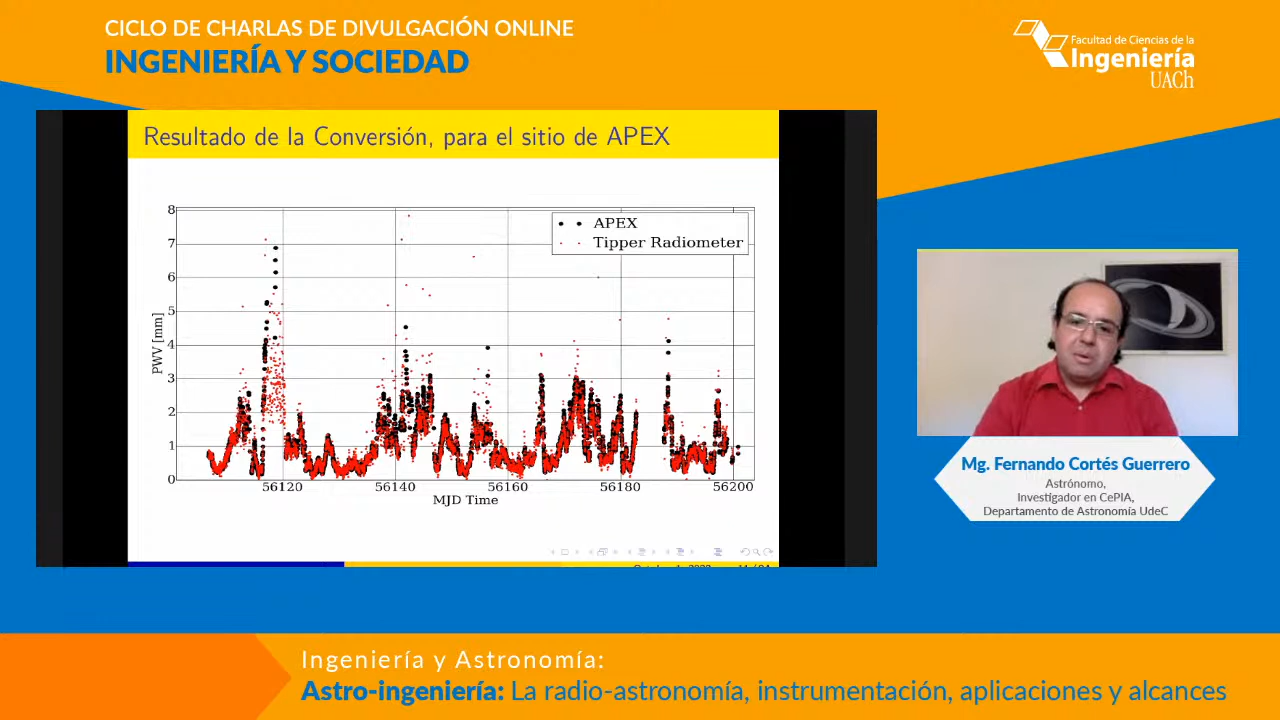 CICLO DE CHARLAS DE DIVULGACIÓN ONLINE
INGENIERÍA Y SOCIEDAD
Facultad de Ciencias de la
Ingeniería
UACh
Resultado de la Conversión, para el sitio de APEX
APEX
Tipper Radiometer
PWV [mm]
8
7
6
5
4
3
2
1
0
56120 56140 56160 56180 56200
MJD Time
Mg. Fernando Cortés Guerrero
Astrónomo,
Investigador en CePIA,
Departamento de Astronomía UdeC
Ingeniería y Astronomía:
Astro-ingeniería: La radio-astronomía, instrumentación, aplicaciones y alcances